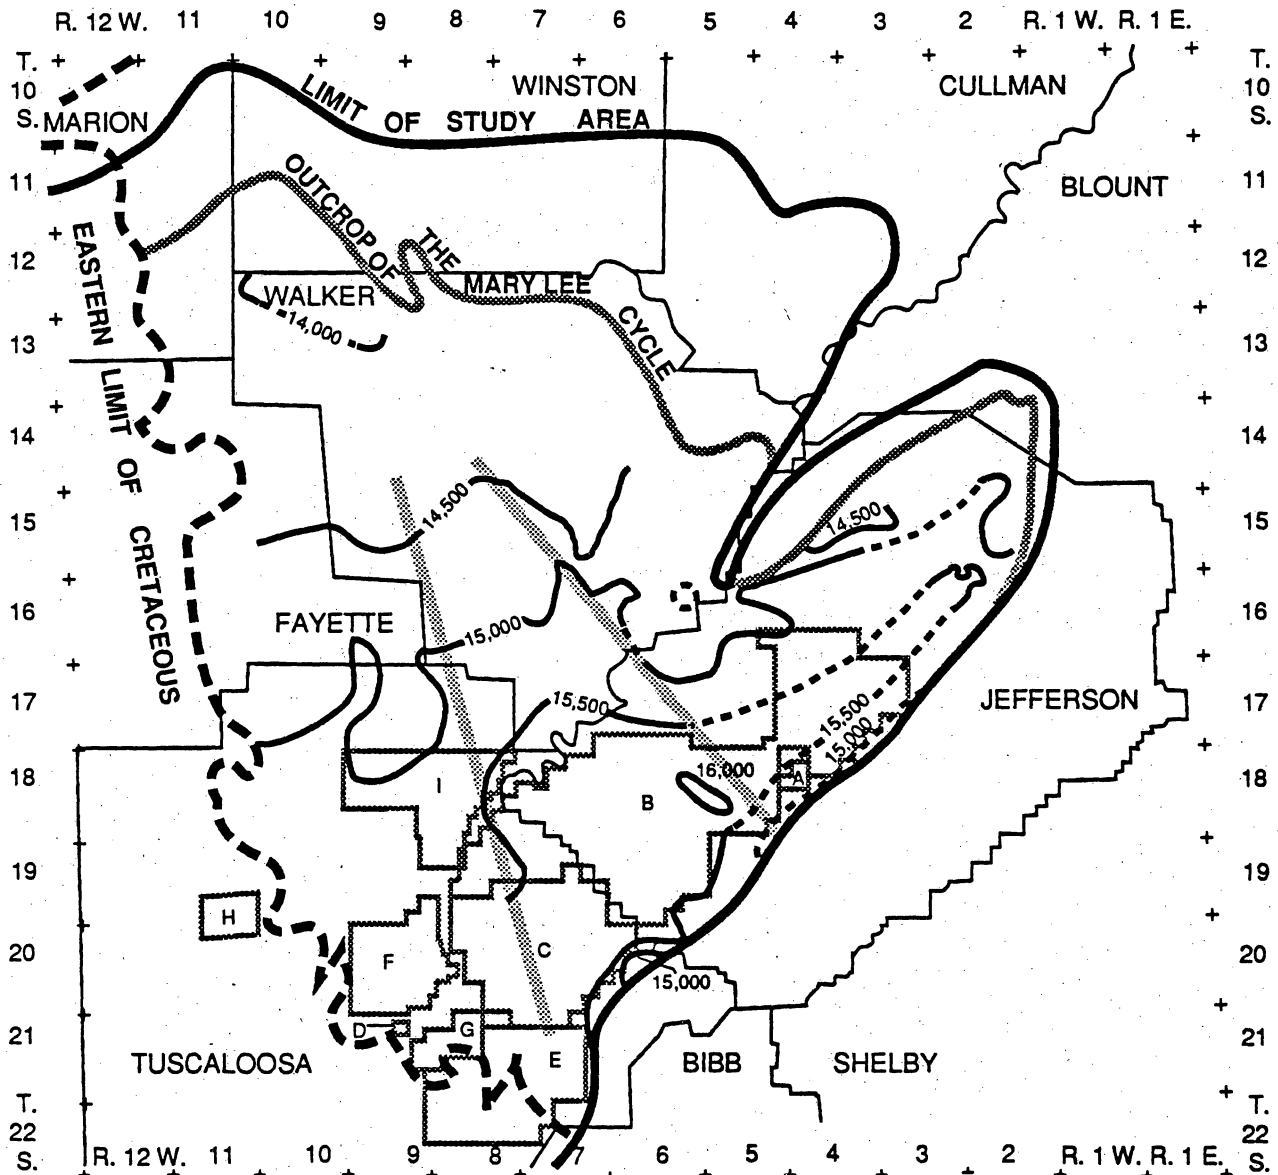 R. 12 W. 11 10 9 8 7 6 5 4 3 2 R. 1 W. R. 1 E.
T.
10
S.
T.
10
S.
WINSTON
CULLMAN
LIMIT OF STUDY AREA
MARION
11
11
BLOUNT
OUTCROP OF THE MARY LEE CYCLE
12
12
EASTERN LIMIT OF CRETACEOUS
WALKER
14,000
13
13
14
14
14,500
14,500
15
15
16
16
FAYETTE
15,000
17
17
15,500
JEFFERSON
15,500
15,000
18
18
16,000
A
I
B
19
19
H
20
20
F
C
15,000
D
G
21
21
TUSCALOOSA
E
BIBB
SHELBY
T.
22
S.
T.
22
S.
R. 12 W. 11 10 9 8 7 6 5 4 3 2 R. 1 W. R. 1 E.